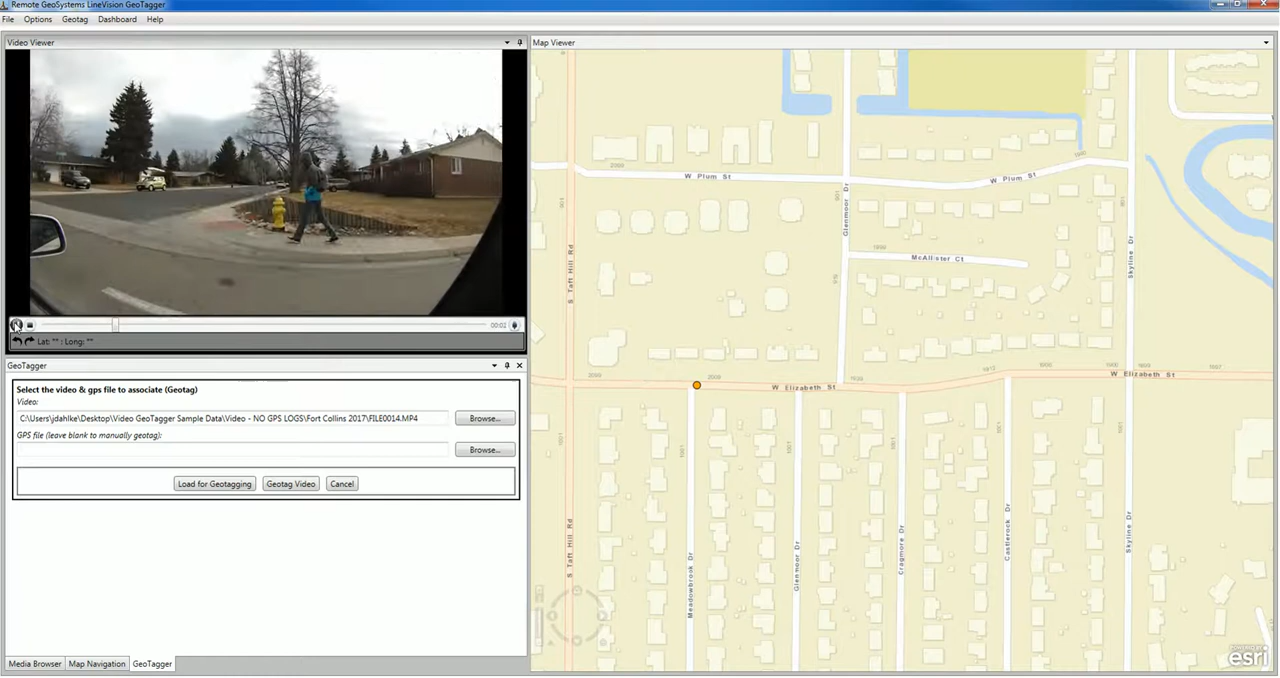 Remote GeoSystems LineVision GeoTagger
File Options Geotag Dashboard Help
Video Viewer
00:02
Lat: ** : Long: **
GeoTagger
Select the video & gps file to associate (Geotag)
Video:
C:\Users\jdahlke\Desktop\Video GeoTagger Sample Data\Video - NO GPS LOGS\Fort Collins 2017\FILE0014.MP4
Browse...
GPS file (leave blank to manually geotag):
Browse...
Load for Geotagging Geotag Video Cancel
Media Browser Map Navigation GeoTagger
Map Viewer
W Plum St
W Plum St
Glenmoor Dr
McAllister Ct
Skyline Dr
S Taft Hill Rd
W Elizabeth St
W Elizabeth St
S Taft Hill Rd
Meadowbrook Dr
Glenmoor Dr
Cragmore Dr
Castlerock Dr
Skyline Dr
esri